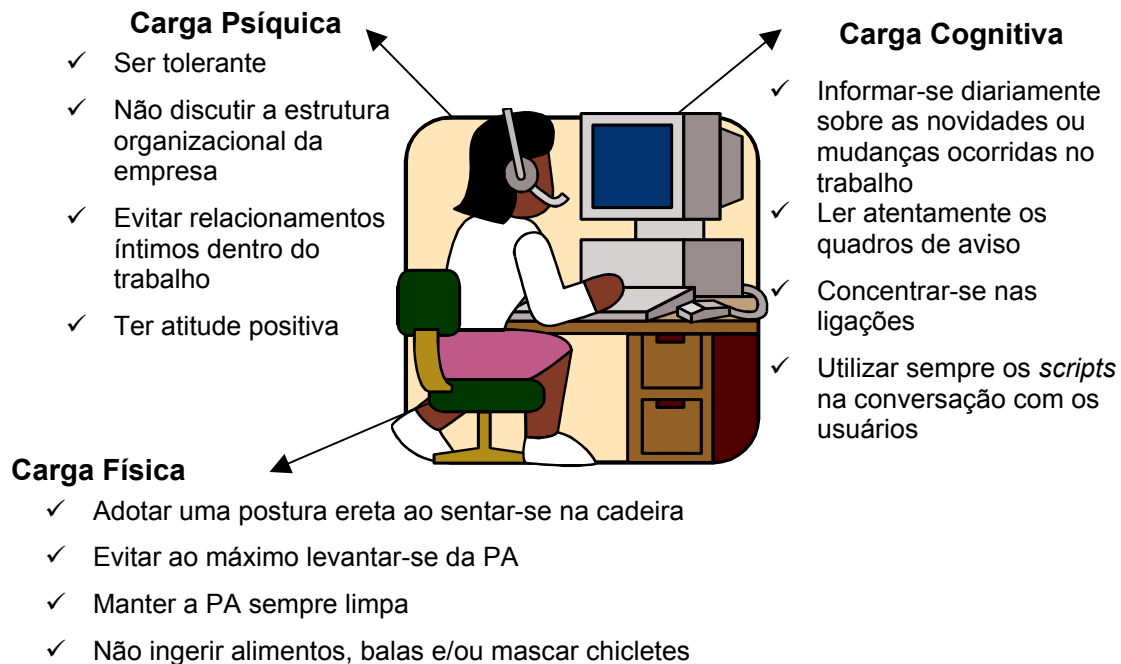 Carga Psíquica
✓ Ser tolerante
✓ Não discutir a estrutura
organizacional da
empresa
✓ Evitar relacionamentos
íntimos dentro do
trabalho
✓ Ter atitude positiva
Carga Cognitiva
✓ Informar-se diariamente
sobre as novidades ou
mudanças ocorridas no
trabalho
✓ Ler atentamente os
quadros de aviso
✓ Concentrar-se nas
ligações
✓ Utilizar sempre os scripts
na conversação com os
usuários
Carga Física
✓ Adotar uma postura ereta ao sentar-se na cadeira
✓ Evitar ao máximo levantar-se da PA
✓ Manter a PA sempre limpa
✓ Não ingerir alimentos, balas e/ou mascar chicletes